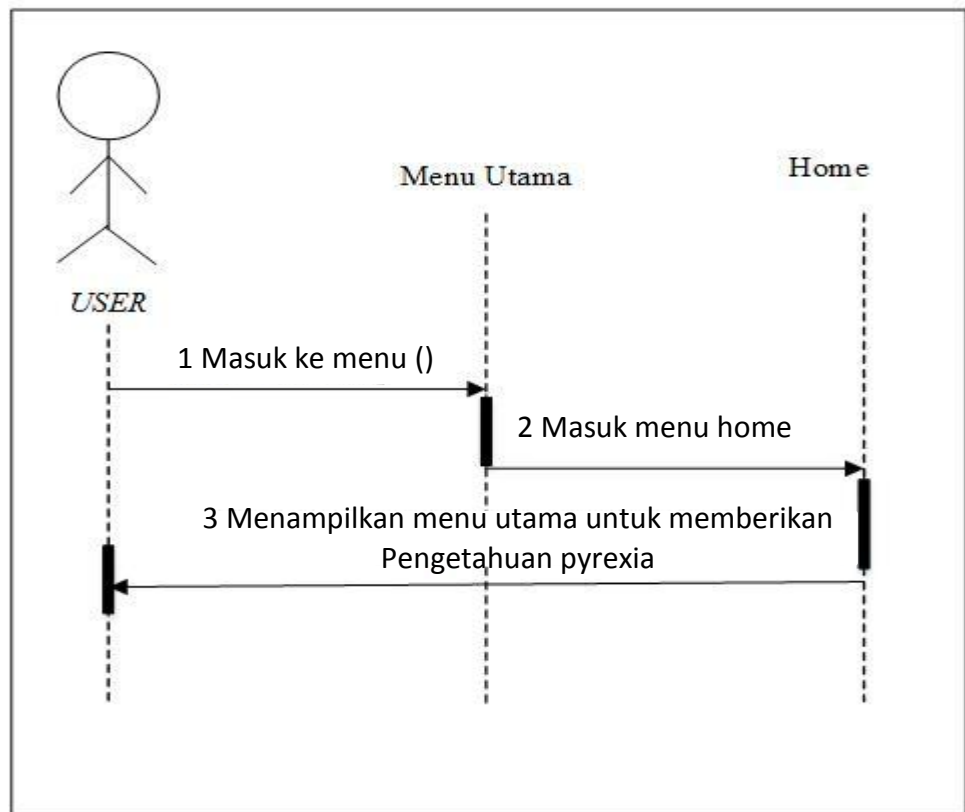 Menu Utama
Home
USER
1 Masuk ke menu ()
2 Masuk menu home
3 Menampilkan menu utama untuk memberikan
Pengetahuan pyrexia